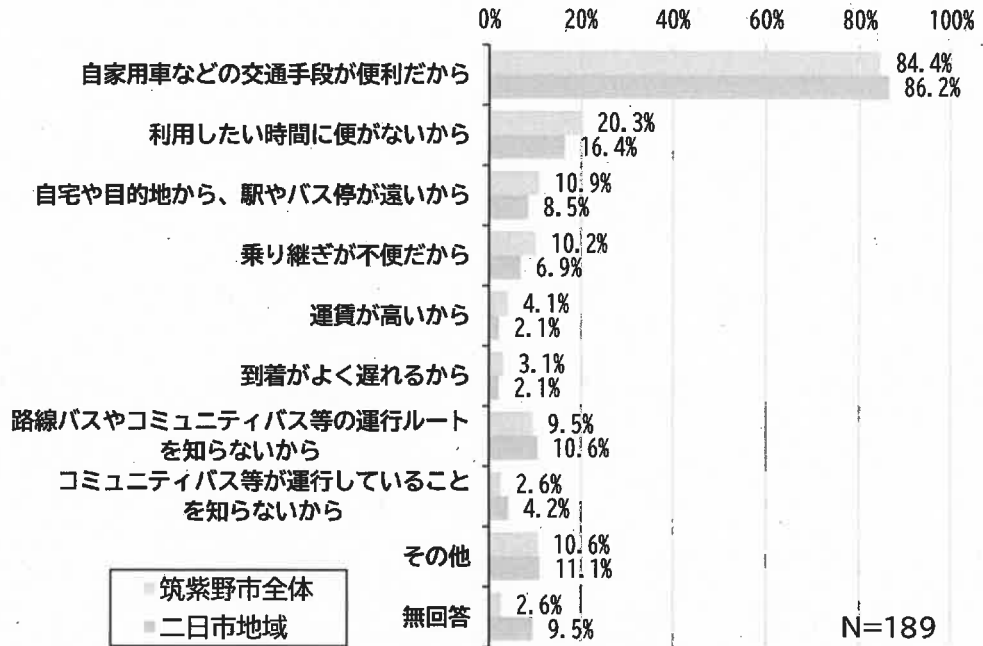 0% 20% 40% 60% 80% 100%
自家用車などの交通手段が便利だから
84.4%
86.2%
利用したい時間に便がないから
20.3%
16.4%
自宅や目的地から、駅やバス停が遠いから
10.9%
8.5%
乗り継ぎが不便だから
10.2%
6.9%
運賃が高いから
4.1%
2.1%
到着がよく遅れるから
3.1%
2.1%
路線バスやコミュニティバス等の運行ルート
を知らないから
9.5%
10.6%
コミュニティバス等が運行していること
を知らないから
2.6%
4.2%
その他
10.6%
11.1%
無回答
2.6%
9.5%
筑紫野市全体
二日市地域
N=189